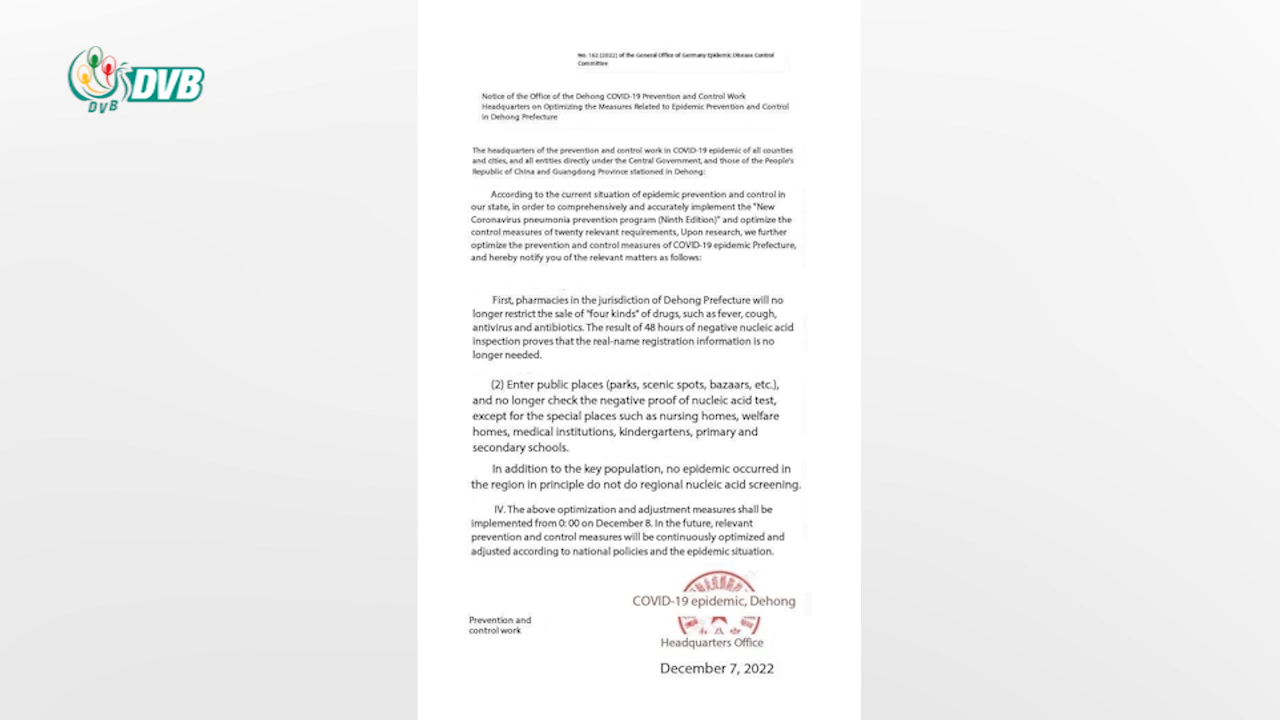 DVB
DVB
No. 162 [2022] of the General Office of Germany Epidemic Disease Control
Committee
Notice of the Office of the Dehong COVID-19 Prevention and Control Work
Headquarters on Optimizing the Measures Related to Epidemic Prevention and Control
in Dehong Prefecture
The headquarters of the prevention and control work in COVID-19 epidemic of all counties
and cities, and all entities directly under the Central Government, and those of the People's
Republic of China and Guangdong Province stationed in Dehong:
According to the current situation of epidemic prevention and control in
our state, in order to comprehensively and accurately implement the "New
Coronavirus pneumonia prevention program (Ninth Edition)" and optimize the
control measures of twenty relevant requirements, Upon research, we further
optimize the prevention and control measures of COVID-19 epidemic Prefecture,
and hereby notify you of the relevant matters as follows:
First, pharmacies in the jurisdiction of Dehong Prefecture will no
longer restrict the sale of "four kinds" of drugs, such as fever, cough,
antivirus and antibiotics. The result of 48 hours of negative nucleic acid
inspection proves that the real-name registration information is no
longer needed.
(2) Enter public places (parks, scenic spots, bazaars, etc.),
and no longer check the negative proof of nucleic acid test,
except for the special places such as nursing homes, welfare
homes, medical institutions, kindergartens, primary and
secondary schools.
In addition to the key population, no epidemic occurred in
the region in principle do not do regional nucleic acid screening.
IV. The above optimization and adjustment measures shall be
implemented from 0: 00 on December 8. In the future, relevant
prevention and control measures will be continuously optimized and
adjusted according to national policies and the epidemic situation.
COVID-19 epidemic, Dehong
Prevention and
control work
Headquarters Office
December 7, 2022